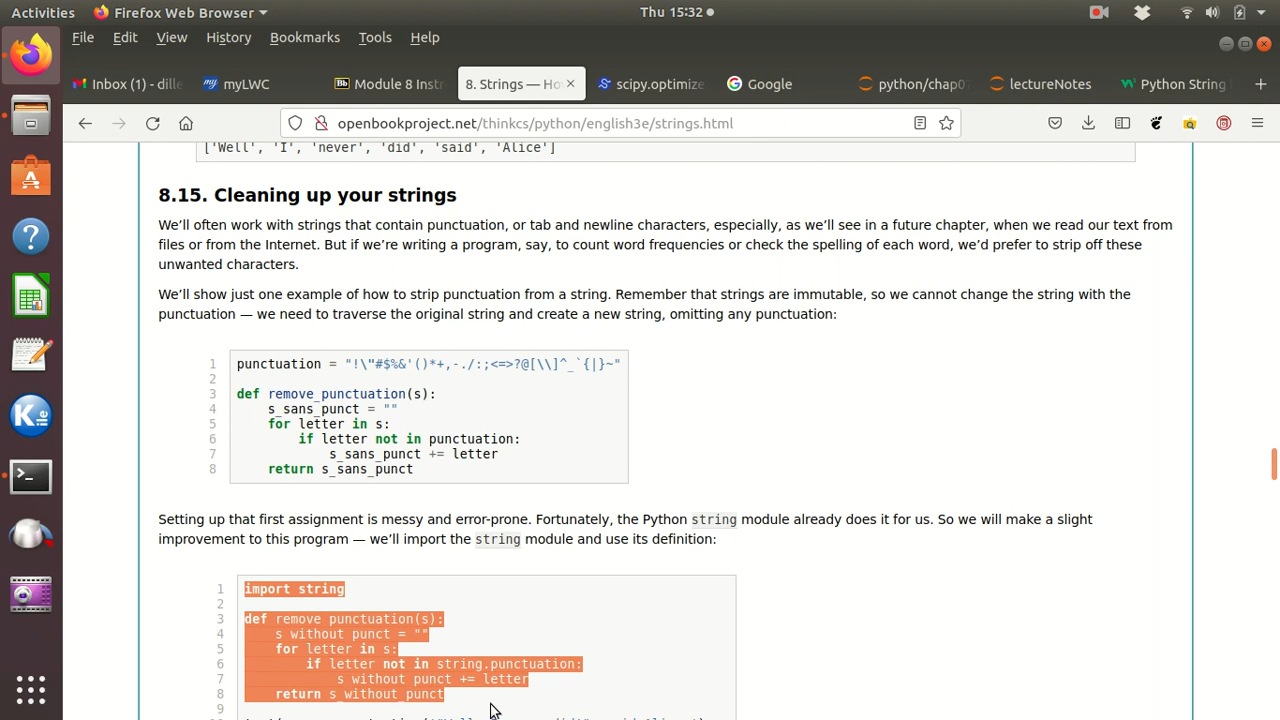 Activities Firefox Web Browser Thu 15:32
File Edit View History Bookmarks Tools Help
Inbox (1) - dille myLWC Module 8 Instr 8. Strings — Ho scipy.optimize Google python/chap0 lectureNotes Python String
openbookproject.net/thinkcs/python/english3e/strings.html
['Well', 'I', 'never', 'did', 'said', 'Alice']
8.15. Cleaning up your strings
We’ll often work with strings that contain punctuation, or tab and newline characters, especially, as we’ll see in a future chapter, when we read our text from
files or from the Internet. But if we’re writing a program, say, to count word frequencies or check the spelling of each word, we’d prefer to strip off these
unwanted characters.
We’ll show just one example of how to strip punctuation from a string. Remember that strings are immutable, so we cannot change the string with the
punctuation — we need to traverse the original string and create a new string, omitting any punctuation:
1 punctuation = "!\"#$%&'()*+,-./:;<=>?@[\\]^_`{|}~"
2
3 def remove_punctuation(s):
4     s_sans_punct = ""
5     for letter in s:
6         if letter not in punctuation:
7             s_sans_punct += letter
8     return s_sans_punct
Setting up that first assignment is messy and error-prone. Fortunately, the Python string module already does it for us. So we will make a slight
improvement to this program — we’ll import the string module and use its definition:
1 import string
2
3 def remove_punctuation(s):
4     s_without_punct = ""
5     for letter in s:
6         if letter not in string.punctuation:
7             s_without_punct += letter
8     return s_without_punct
9